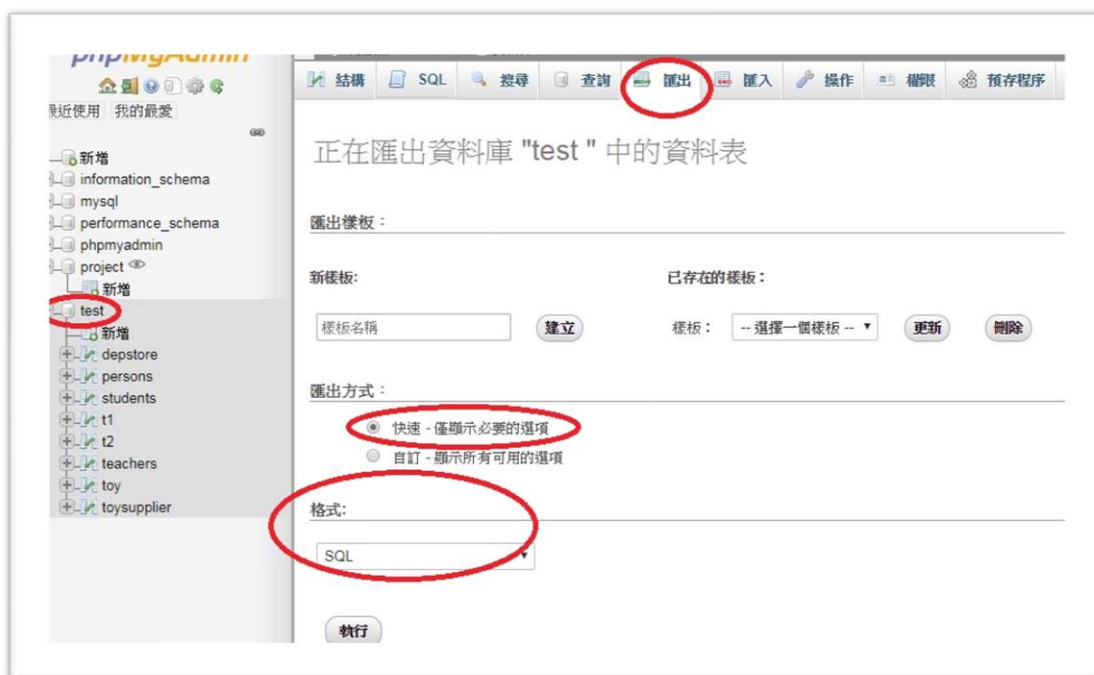 phpMyAdmin
最近使用 我的最愛
新增
information_schema
mysql
performance_schema
phpmyadmin
project
新增
test
新增
depstore
persons
students
t1
t2
teachers
toy
toysupplier
結構 SQL 搜尋 查詢 匯出 匯入 操作 權限 預存程序
正在匯出資料庫 "test " 中的資料表
匯出樣板：
新樣板: 已存在的樣板：
樣板名稱 建立 樣板： -- 選擇一個樣板 -- 更新 刪除
匯出方式：
快速 - 僅顯示必要的選項
自訂 - 顯示所有可用的選項
格式:
SQL
執行